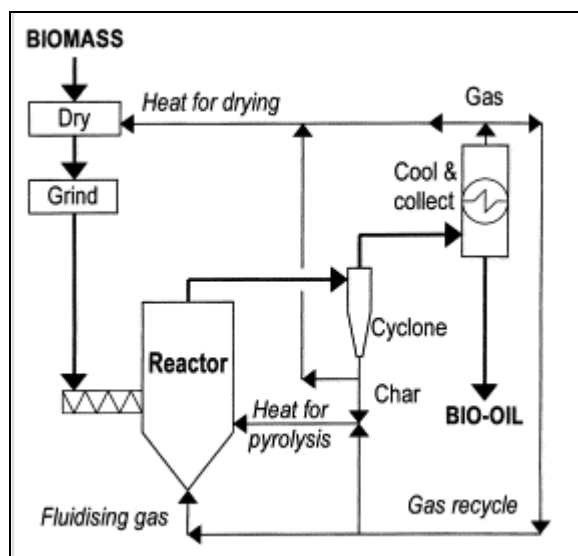 BIOMASS
Heat for drying
Gas
Dry
Cool &
collect
Grind
Cyclone
Reactor
Char
Heat for
pyrolysis
BIO-OIL
Fluidising gas
Gas recycle